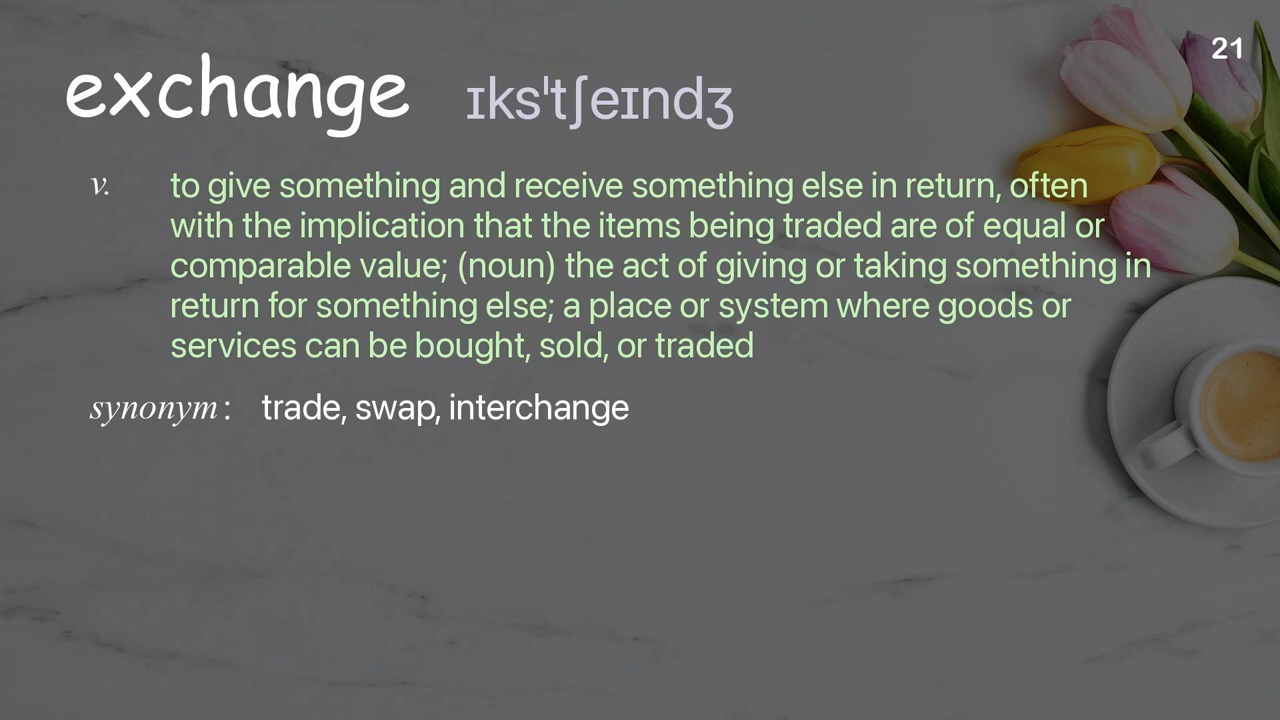 21
exchange ɪksˈtʃeɪndʒ
v. to give something and receive something else in return, often
with the implication that the items being traded are of equal or
comparable value; (noun) the act of giving or taking something in
return for something else; a place or system where goods or
services can be bought, sold, or traded
synonym: trade, swap, interchange